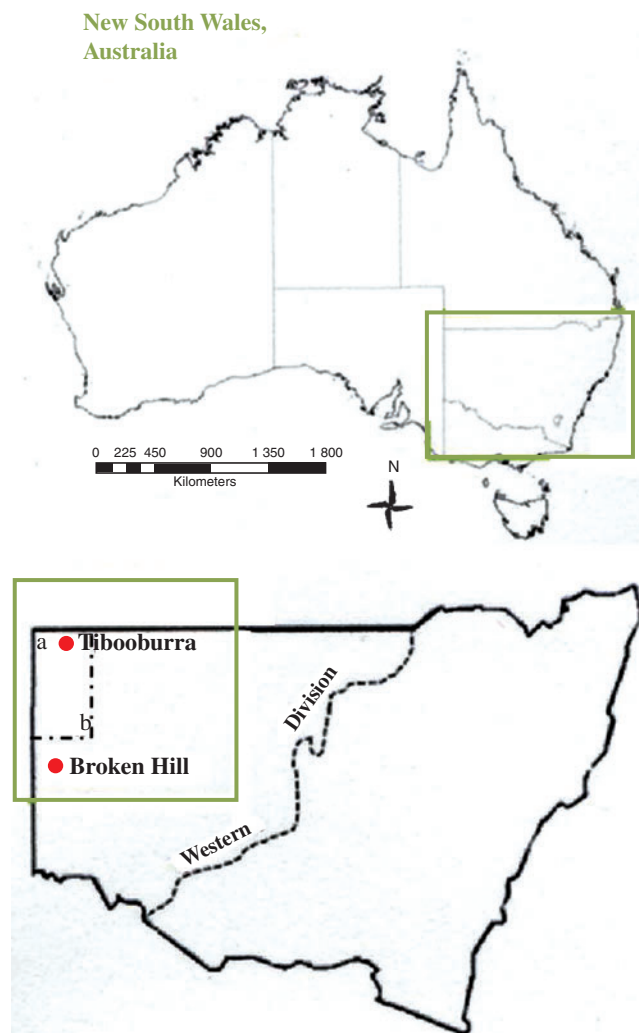 New South Wales,
Australia
0 225 450 900 1 350 1 800
Kilometers
N
a Tibooburra
b
Broken Hill
Division
Western